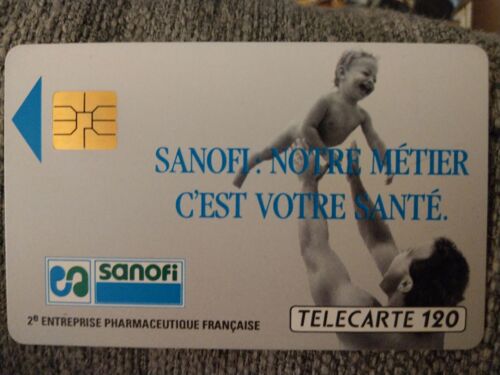 SANOFI : NOTRE MÉTIER
C'EST VOTRE SANTÉ.
sanofi
2e ENTREPRISE PHARMACEUTIQUE FRANÇAISE
TELECARTE 120